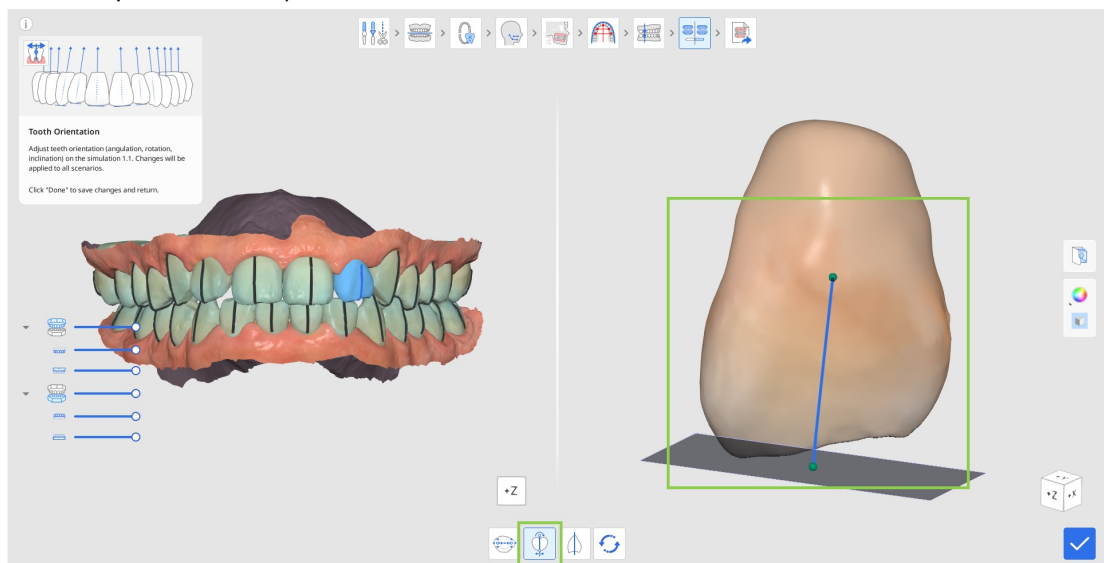 Tooth Orientation
Adjust teeth orientation (angulation, rotation,
inclination) on the simulation 1.1. Changes will be
applied to all scenarios.
Click "Done" to save changes and return.
+Z
+Z
+X